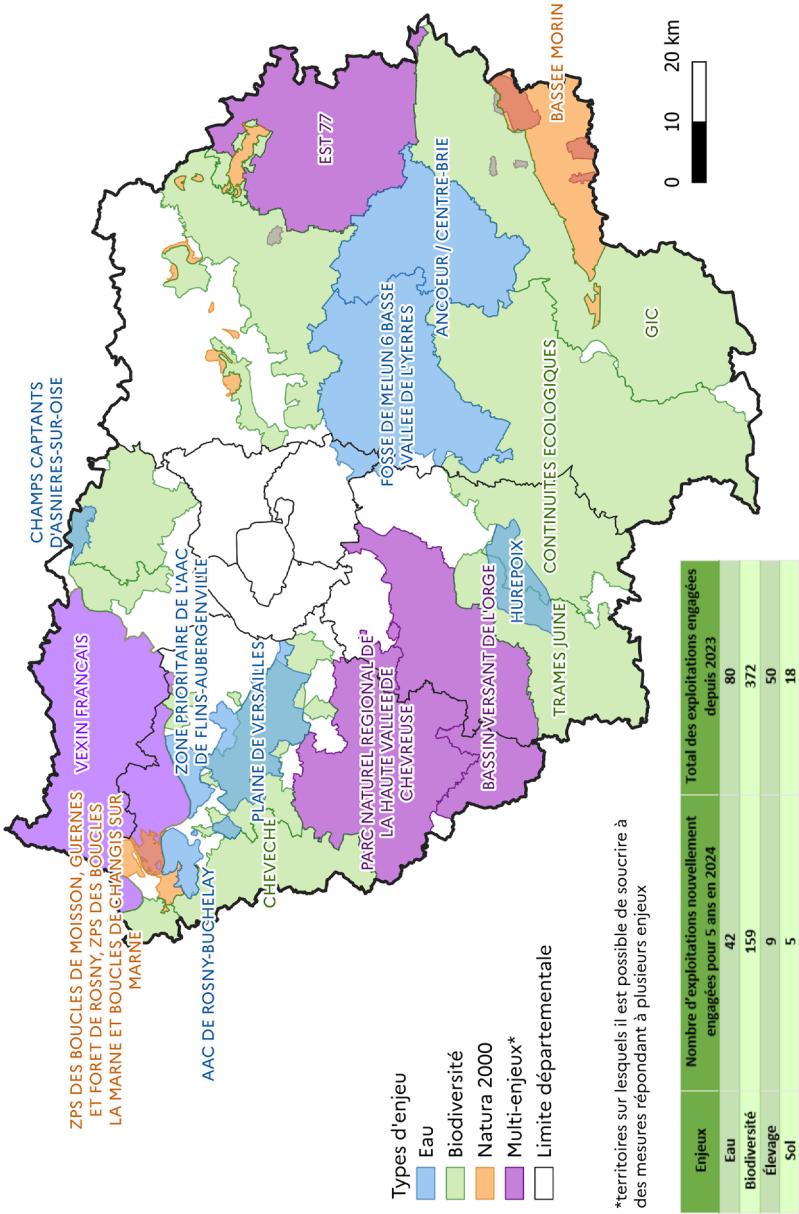 CHAMPS CAPTANTS
D'ASNIERES-SUR-OISE
VEXIN FRANCAIS
ZPS DES BOUCLES DE MOISSON, GUERNES
ET FORET DE ROSNY, ZPS DES BOUCLES
LA MARNE ET BOUCLES DE CHANGIS SUR
MARNE
ZONE PRIORITAIRE DE L'AAC
DE FLINS-AUBERGENVILLE
AAC DE ROSNY-BUCHELAY
PLAINE DE VERSAILLES
CHEVECHE
PARC NATUREL REGIONAL DE
LA HAUTE VALLEE DE
CHEVREUSE
BASSIN VERSANT DE L'ORGE
HUREPOIX
TRAMES JUINE
CONTINUITES ECOLOGIQUES
FOSSE DE MELUN 6 BASSE
VALLEE DE L'YERRES
ANCOEUR / CENTRE-BRIE
EST 77
BASSEE MORIN
GIC
0 10 20 km
Types d'enjeu
Eau
Biodiversité
Natura 2000
Multi-enjeux*
Limite départementale
*territoires sur lesquels il est possible de soucrire à
des mesures répondant à plusieurs enjeux
Enjeux Nombre d'exploitations nouvellement engagées pour 5 ans en 2024 Total des exploitations engagées depuis 2023
Eau 42 80
Biodiversité 159 372
Élevage 9 50
Sol 5 18